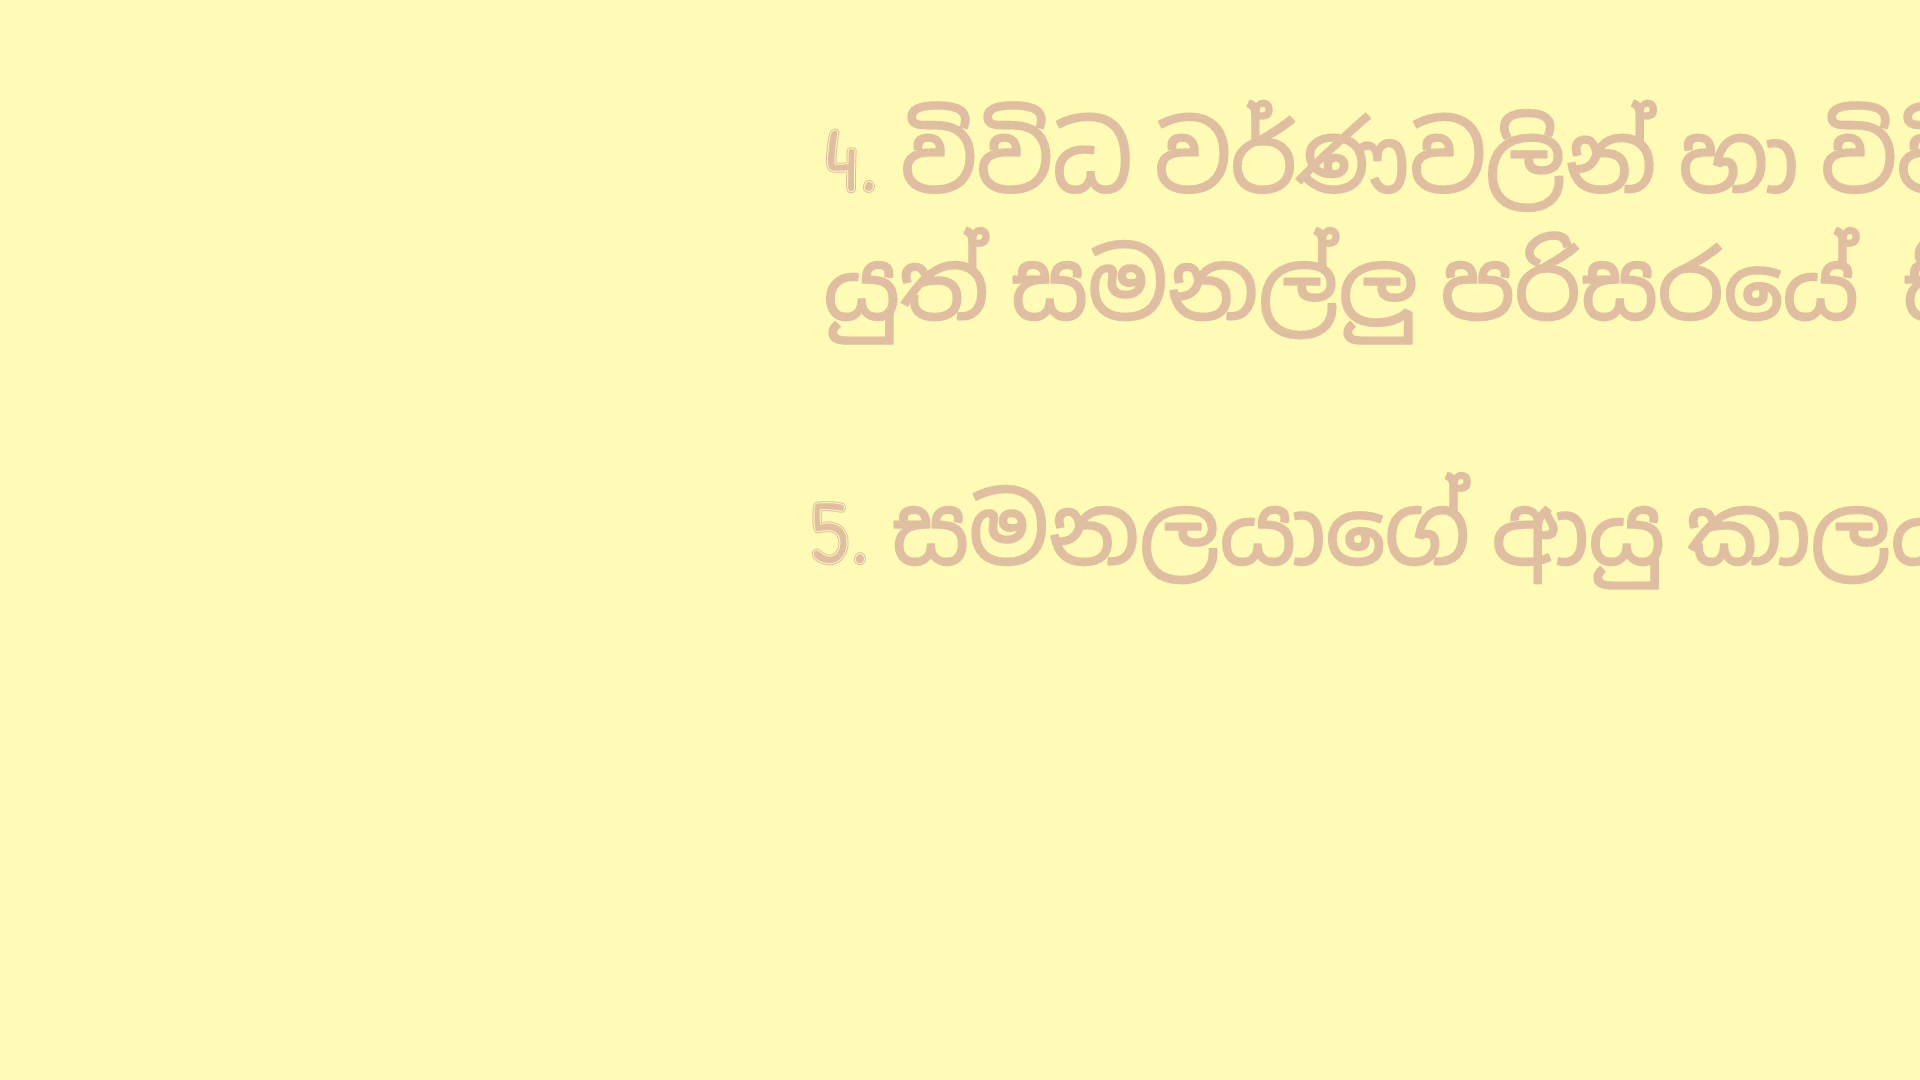 4. විවිධ වර්ණවලින් හා
යුත් සමනල්ලු පරිසරයේ
5. සමනලයාගේ ආයු